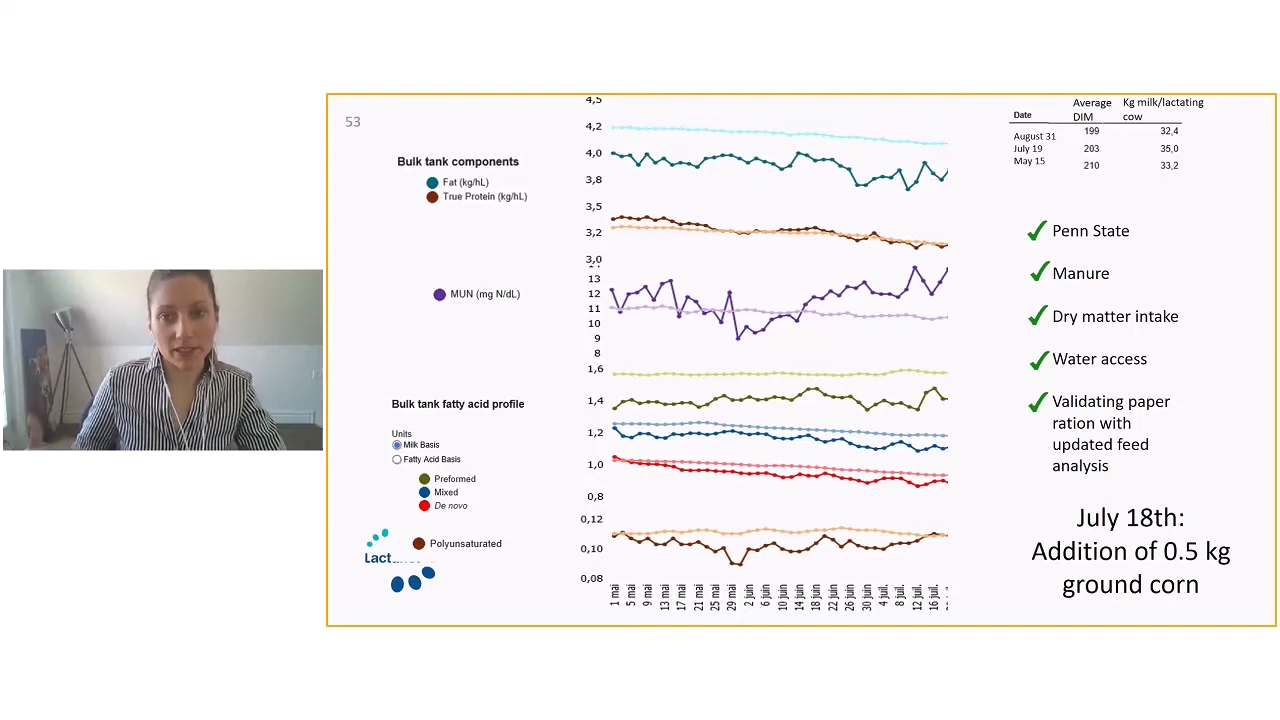 53
Bulk tank components
Fat (kg/hL)
True Protein (kg/hL)
MUN (mg N/dL)
Bulk tank fatty acid profile
Units
Milk Basis
Fatty Acid Basis
Preformed
Mixed
De novo
Polyunsaturated
4,5
4,2
4,0
3,8
3,5
3,2
3,0
13
12
11
10
9
8
1,6
1,4
1,2
1,0
0,8
0,12
0,10
0,08
1 mai
5 mai
9 mai
13 mai
17 mai
21 mai
25 mai
29 mai
2 juin
6 juin
10 juin
14 juin
18 juin
22 juin
26 juin
30 juin
4 juil.
8 juil.
12 juil.
16 juil.
Date Average DIM Kg milk/lactating cow
August 31 199 32,4
July 19 203 35,0
May 15 210 33,2
Penn State
Manure
Dry matter intake
Water access
Validating paper
ration with
updated feed
analysis
July 18th:
Addition of 0.5 kg
ground corn